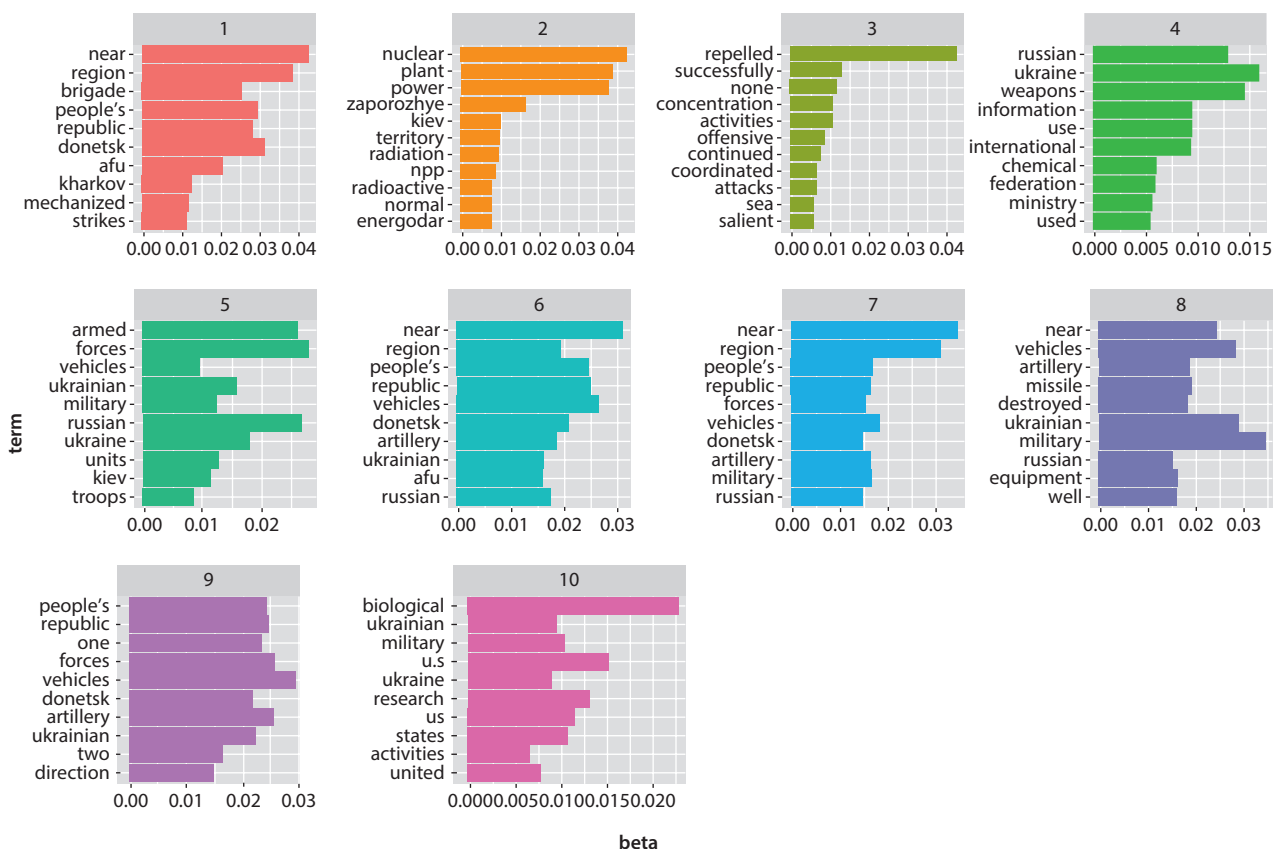 1
near
region
brigade
people's
republic
donetsk
afu
kharkov
mechanized
strikes
0.00 0.01 0.02 0.03 0.04
2
nuclear
plant
power
zaporozhye
kiev
territory
radiation
npp
radioactive
normal
energodar
0.00 0.01 0.02 0.03 0.04
3
repelled
successfully
none
concentration
activities
offensive
continued
coordinated
attacks
sea
salient
0.00 0.01 0.02 0.03 0.04
4
russian
ukraine
weapons
information
use
international
chemical
federation
ministry
used
0.000 0.005 0.010 0.015
term
5
armed
forces
vehicles
ukrainian
military
russian
ukraine
units
kiev
troops
0.00 0.01 0.02
6
near
region
people's
republic
vehicles
donetsk
artillery
ukrainian
afu
russian
0.00 0.01 0.02 0.03
7
near
region
people's
republic
forces
vehicles
donetsk
artillery
military
russian
0.00 0.01 0.02 0.03
8
near
vehicles
artillery
missile
destroyed
ukrainian
military
russian
equipment
well
0.00 0.01 0.02 0.03
9
people's
republic
one
forces
vehicles
donetsk
artillery
ukrainian
two
direction
0.00 0.01 0.02 0.03
10
biological
ukrainian
military
u.s
ukraine
research
us
states
activities
united
0.000 0.005 0.010 0.015 0.020
beta